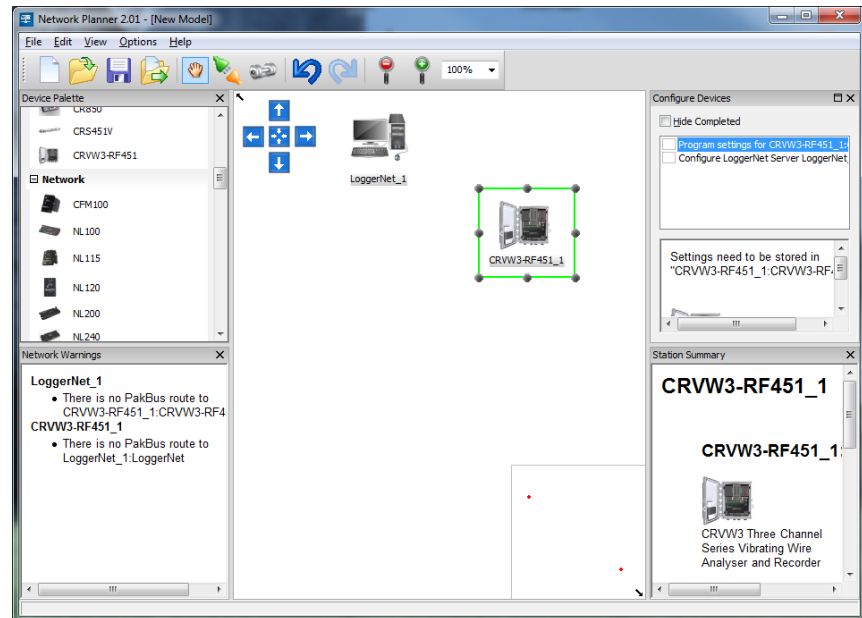 Network Planner 2.01 - [New Model]
File Edit View Options Help
100%
Device Palette
CR850
CRS451V
CRVW3-RF451
Network
CFM100
NL100
NL115
NL120
NL200
NL240
Network Warnings
LoggerNet_1
There is no PakBus route to
CRVW3-RF451_1:CRVW3-RF4
CRVW3-RF451_1
There is no PakBus route to
LoggerNet_1:LoggerNet
LoggerNet_1
CRVW3-RF451_1
Configure Devices
Hide Completed
Program settings for CRVW3-RF451_1:
Configure LoggerNet Server LoggerNet_
Settings need to be stored in
"CRVW3-RF451_1:CRVW3-RF
Station Summary
CRVW3-RF451_1
CRVW3-RF451_1:
CRVW3 Three Channel
Series Vibrating Wire
Analyser and Recorder